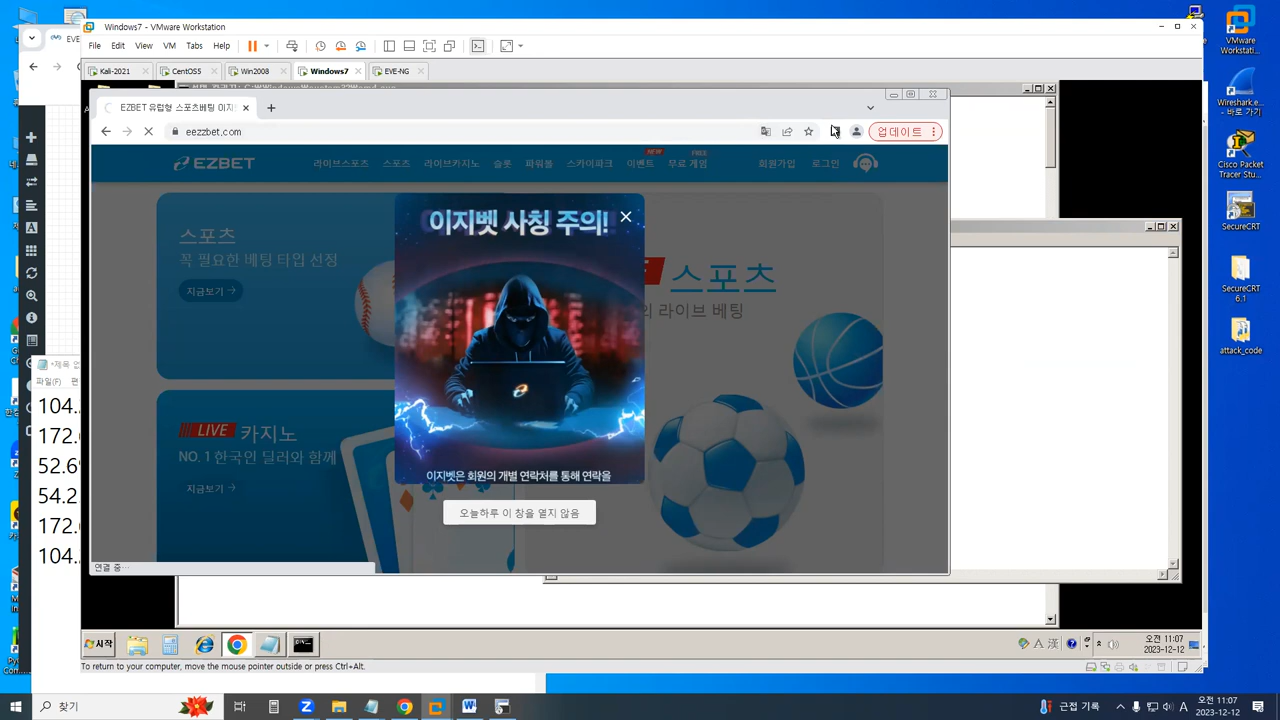 Windows7 - VMware Workstation
File Edit View VM Tabs Help
Kali-2021 CentOS5 Win2008 Windows7 EVE-NG
EZBET 유럽형 스포츠베팅 이지
eezzbet.com
업데이트
EZBET
라이브스포츠 스포츠 라이브카지노 슬롯 파워볼 스카이파크 이벤트 NEW 무료 게임 FREE 회원가입 로그인
스포츠
꼭 필요한 베팅 타입 선정
지금보기
LIVE 카지노
NO. 1 한국인 딜러와 함께
지금보기
스포츠
의 라이브 베팅
이지벳 사칭 주의!
이지벳은 회원의 개별 연락처를 통해 연락을
오늘하루 이 창을 열지 않음
연결 중…
파일(F)
104.
172.
52.6
54.2
172.
104.
시작
A 漢
오전 11:07
2023-12-12
To return to your computer, move the mouse pointer outside or press Ctrl+Alt.
VMware
Workstati...
Wireshark.e...
- 바로 가기
Cisco Packet
Tracer Stu...
SecureCRT
SecureCRT
6.1
attack_code
찾기
근접 기록
A
오전 11:07
2023-12-12